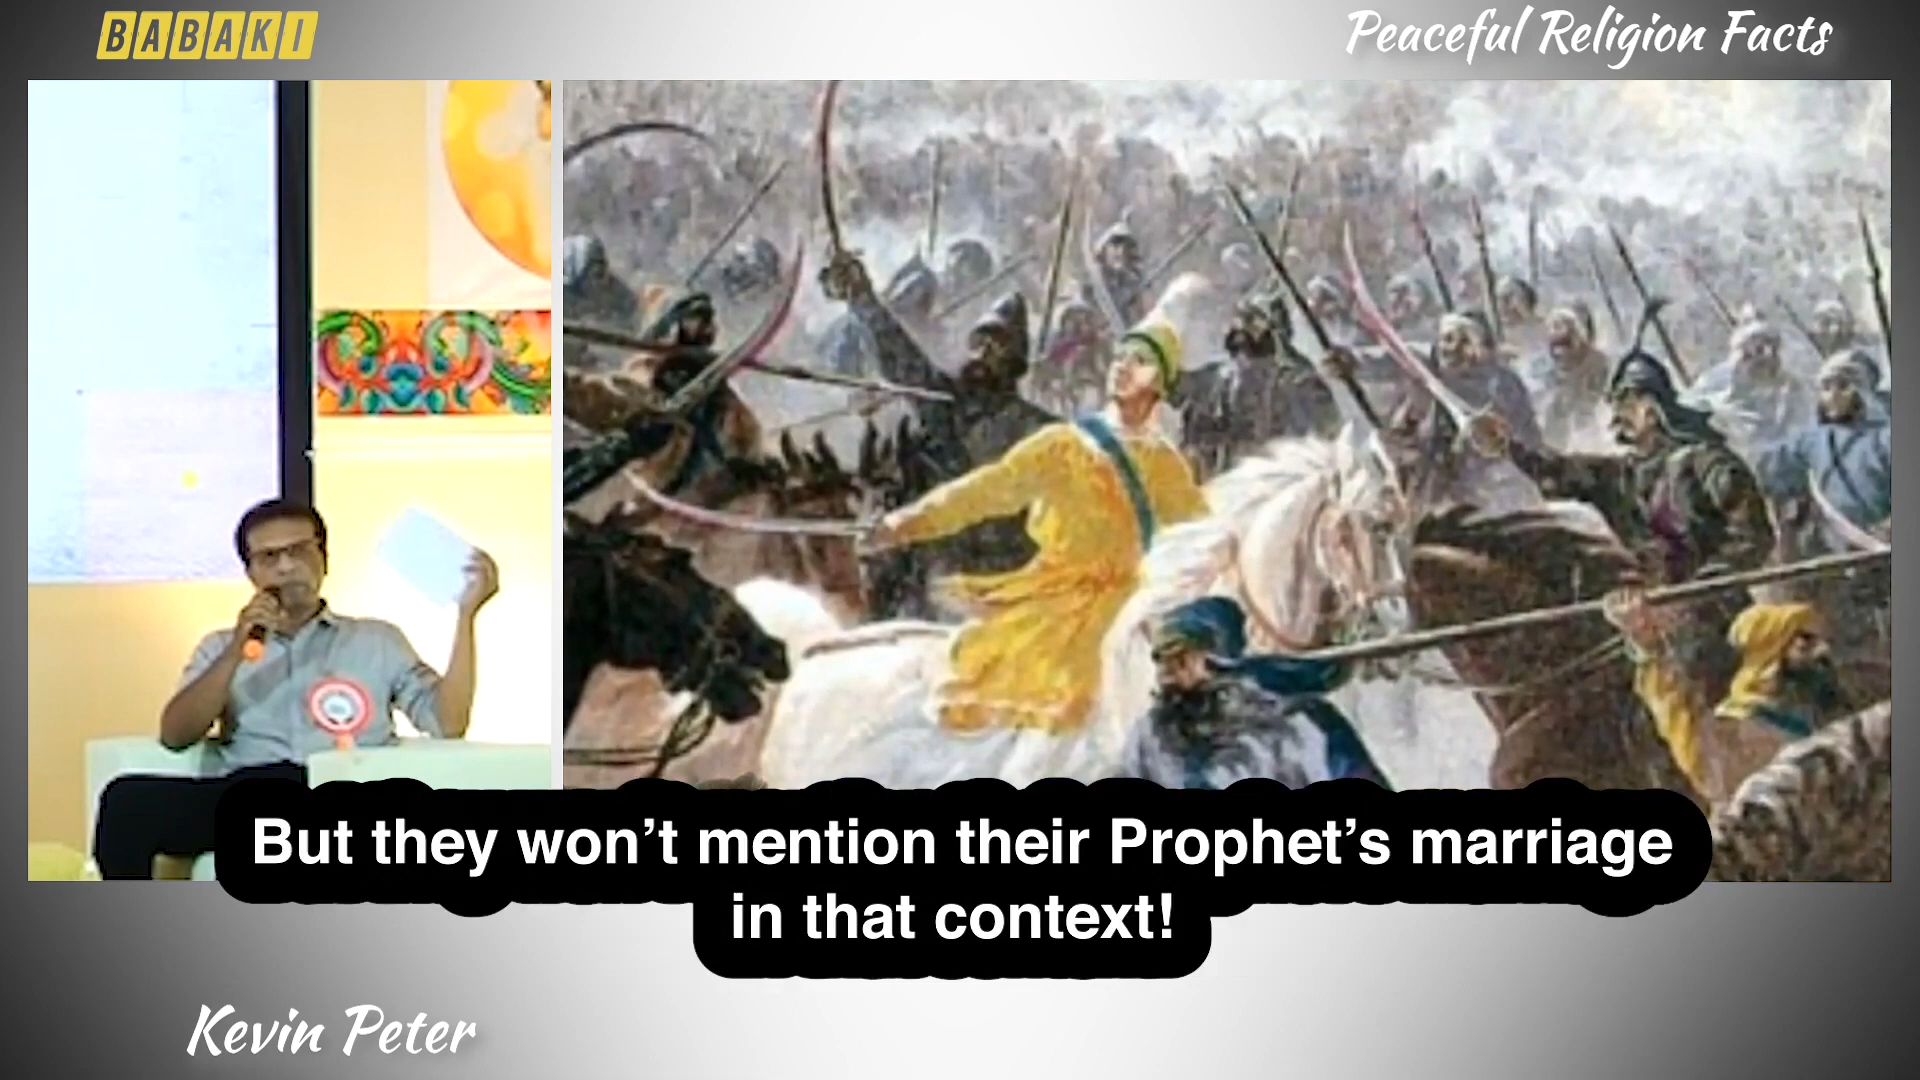 BABAKI
Peaceful Religion Facts
But they won’t mention their Prophet’s marriage
in that context!
Kevin Peter